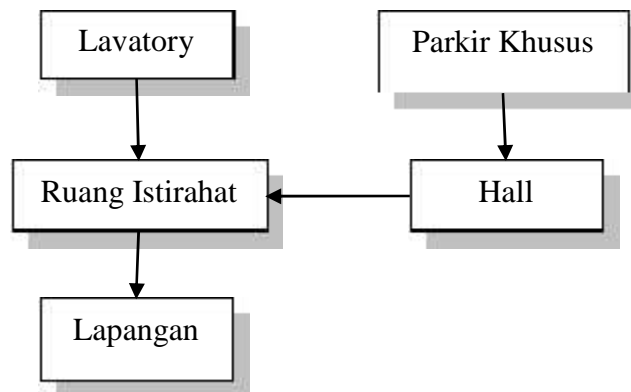 Lavatory
Parkir Khusus
Ruang Istirahat
Hall
Lapangan